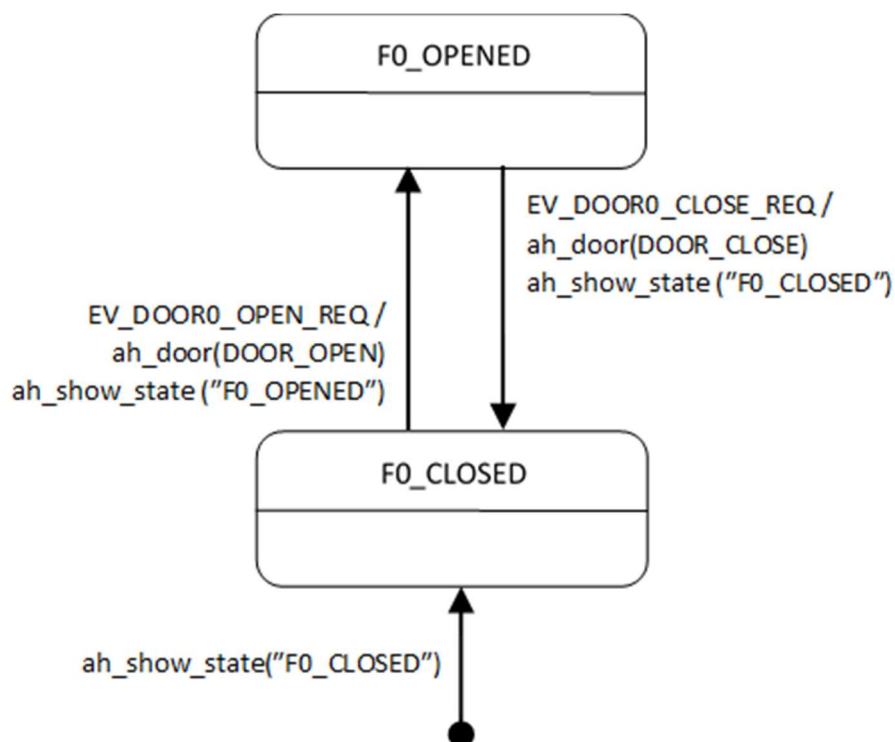 F0_OPENED
EV_DOOR0_CLOSE_REQ /
ah_door(DOOR_CLOSE)
ah_show_state ("F0_CLOSED")
EV_DOOR0_OPEN_REQ /
ah_door(DOOR_OPEN)
ah_show_state ("F0_OPENED")
F0_CLOSED
ah_show_state("F0_CLOSED")